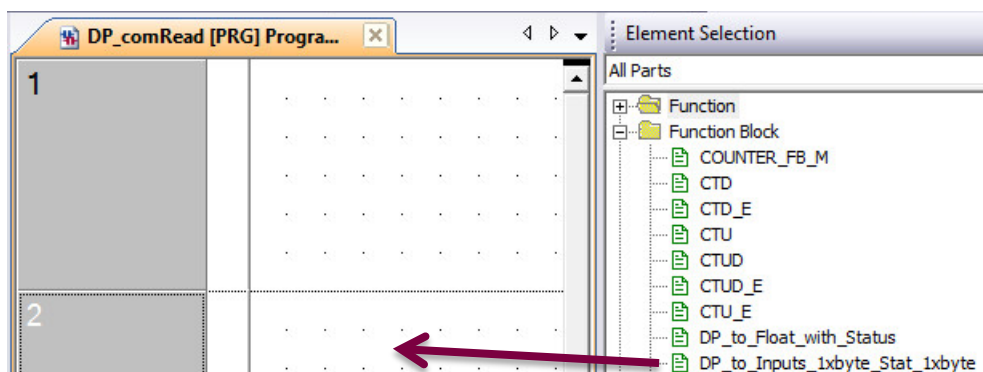 DP_comRead [PRG] Progra...
1
2
Element Selection
All Parts
Function
Function Block
COUNTER_FB_M
CTD
CTD_E
CTU
CTUD
CTUD_E
CTU_E
DP_to_Float_with_Status
DP_to_Inputs_1xbyte_Stat_1xbyte